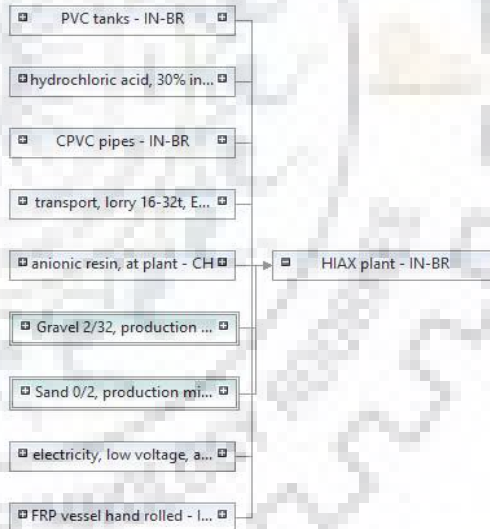 PVC tanks - IN-BR
hydrochloric acid, 30% in...
CPVC pipes - IN-BR
transport, lorry 16-32t, E...
anionic resin, at plant - CH
HIAX plant - IN-BR
Gravel 2/32, production ...
Sand 0/2, production mi...
electricity, low voltage, a...
FRP vessel hand rolled - I...